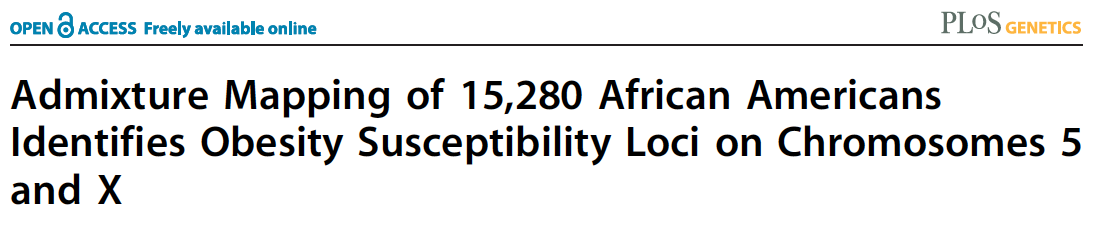 OPEN ACCESS Freely available online
PLoS GENETICS
Admixture Mapping of 15,280 African Americans
Identifies Obesity Susceptibility Loci on Chromosomes 5
and X